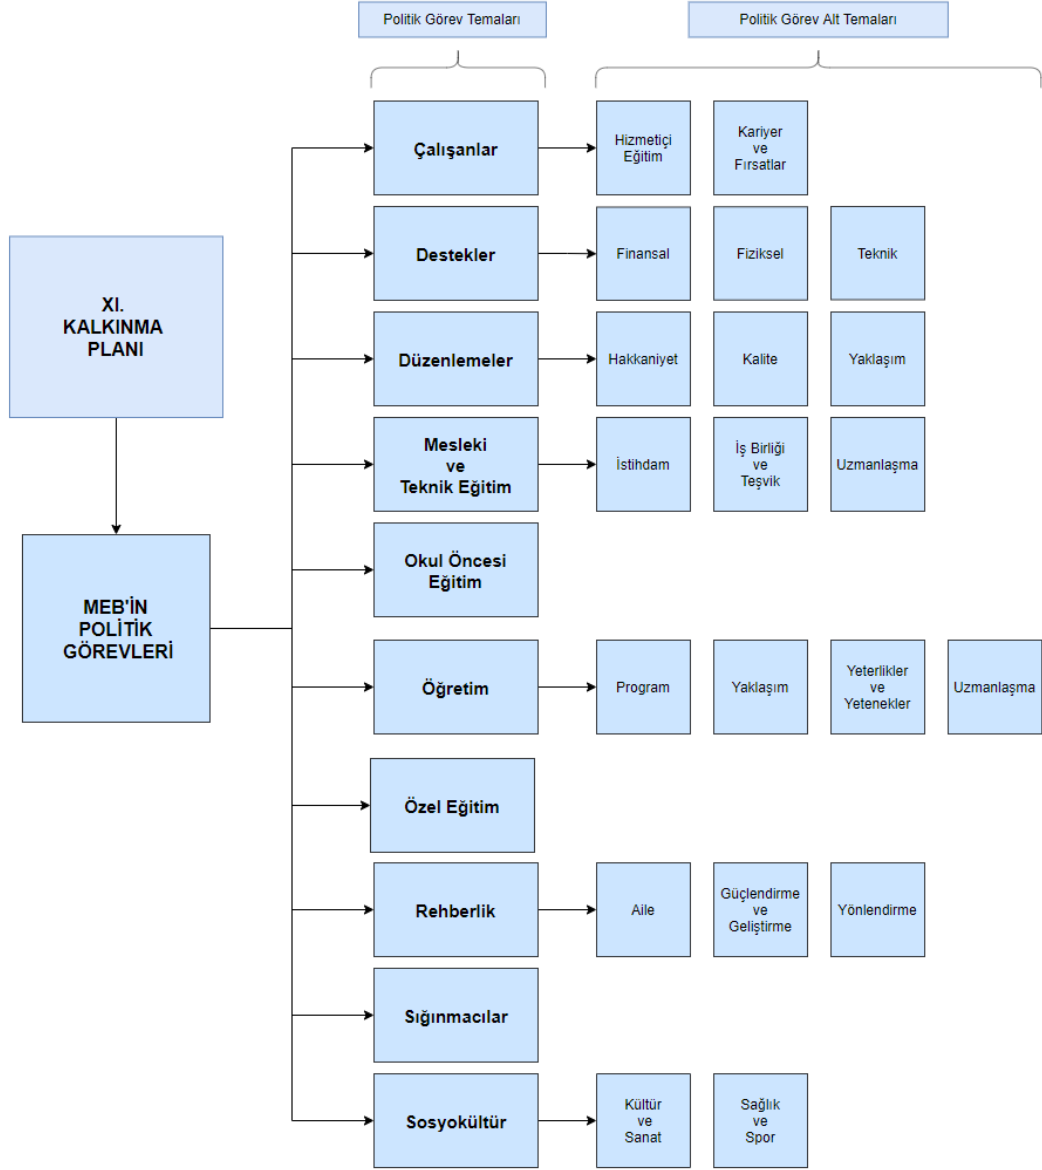 Politik Görev Temaları
Politik Görev Alt Temaları
XI.
KALKINMA
PLANI
MEB'İN
POLİTİK
GÖREVLERİ
Çalışanlar
Hizmetiçi
Eğitim
Kariyer
ve
Fırsatlar
Destekler
Finansal
Fiziksel
Teknik
Düzenlemeler
Hakkaniyet
Kalite
Yaklaşım
Mesleki
ve
Teknik Eğitim
İstihdam
İş Birliği
ve
Teşvik
Uzmanlaşma
Okul Öncesi
Eğitim
Öğretim
Program
Yaklaşım
Yeterlikler
ve
Yetenekler
Uzmanlaşma
Özel Eğitim
Rehberlik
Aile
Güçlendirme
ve
Geliştirme
Yönlendirme
Sığınmacılar
Sosyokültür
Kültür
ve
Sanat
Sağlık
ve
Spor